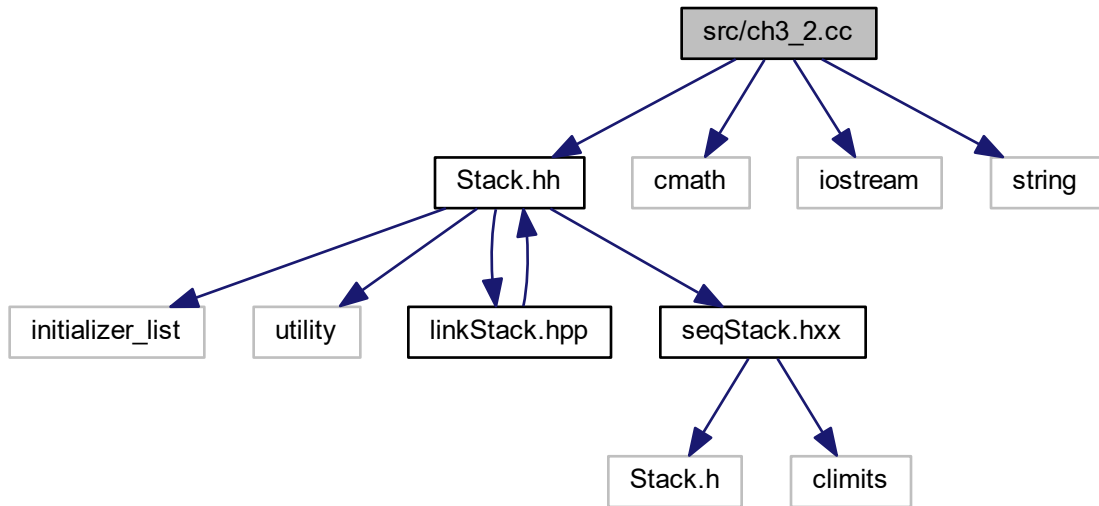 src/ch3_2.cc
Stack.hh
cmath
iostream
string
initializer_list
utility
linkStack.hpp
seqStack.hxx
Stack.h
climits